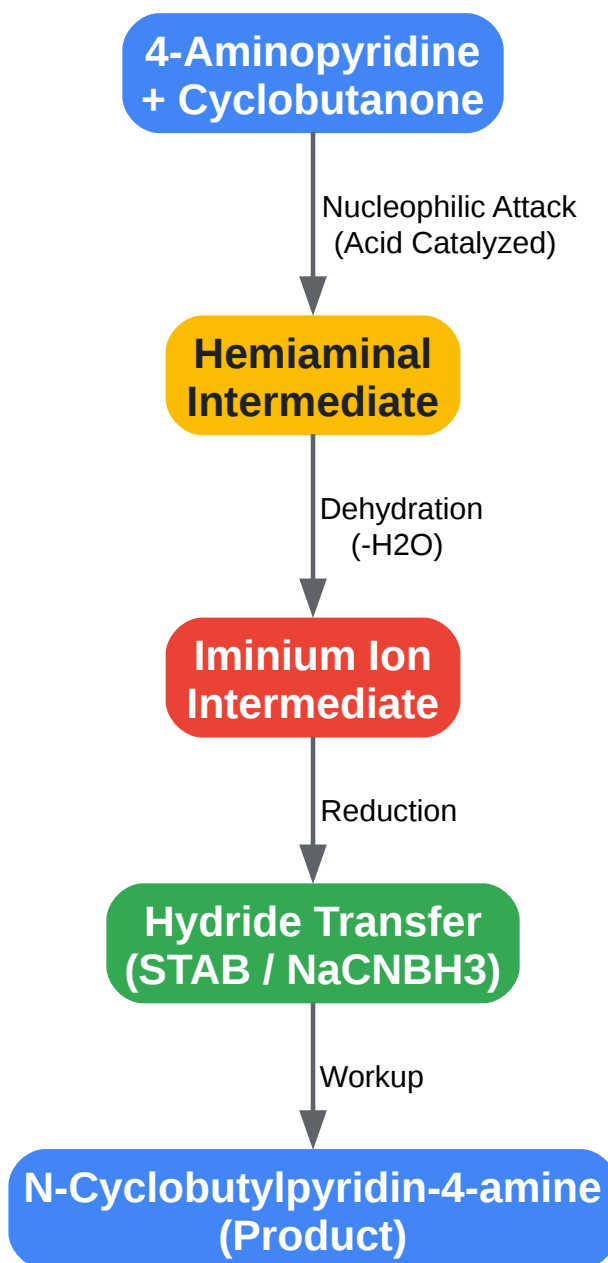 4-Aminopyridine
+ Cyclobutanone
Nucleophilic Attack
(Acid Catalyzed)
Hemiaminal
Intermediate
Dehydration
(-H2O)
Iminium Ion
Intermediate
Reduction
Hydride Transfer
(STAB / NaCNBH3)
Workup
N-Cyclobutylpyridin-4-amine
(Product)